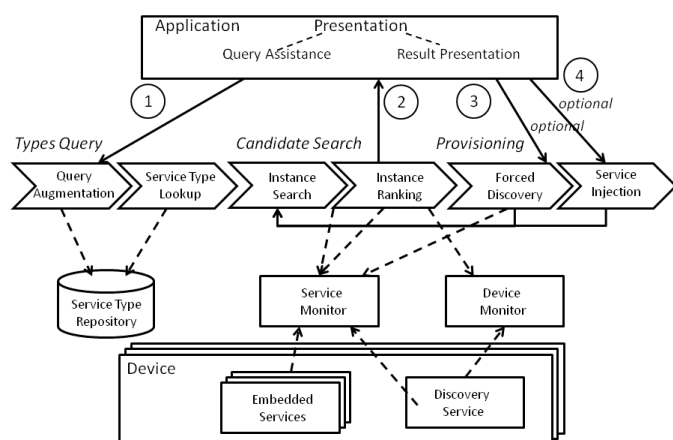 Application
Presentation
Query Assistance
Result Presentation
1
2
3
4
optional
optional
Types Query
Candidate Search
Provisioning
Query
Augmentation
Service Type
Lookup
Instance
Search
Instance
Ranking
Forced
Discovery
Service
Injection
Service Type
Repository
Service
Monitor
Device
Monitor
Device
Embedded
Services
Discovery
Service